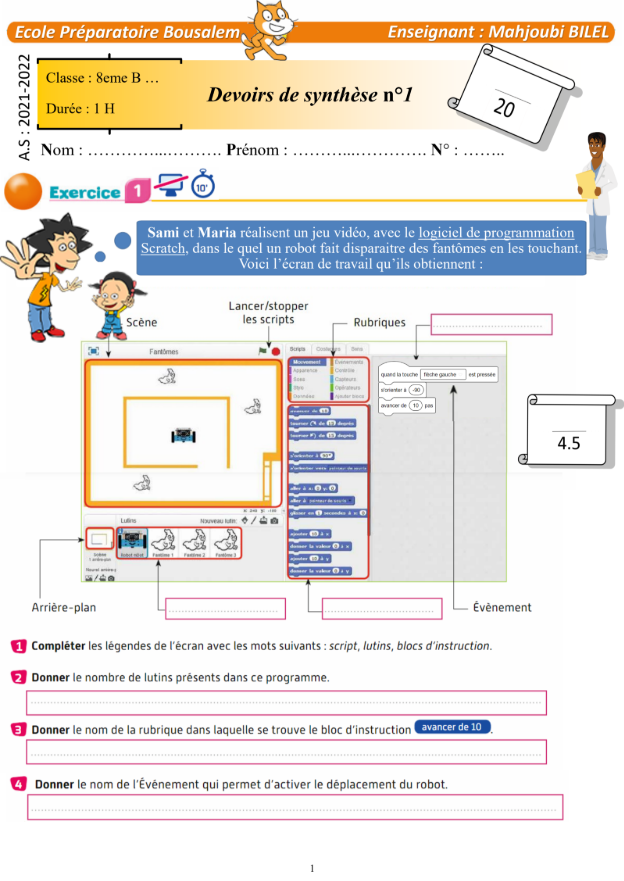 Ecole Préparatoire Bousalem
Enseignant : Mahjoubi BILEL
A.S : 2021-2022
Classe : 8eme B …
Durée : 1 H
Devoirs de synthèse n°1
20
Nom : …………………… Prénom : ………...…………. N° : ……..
Exercice 1
10'
Sami et Maria réalisent un jeu vidéo, avec le logiciel de programmation
Scratch, dans le quel un robot fait disparaitre des fantômes en les touchant.
Voici l'écran de travail qu'ils obtiennent :
Scène
Lancer/stopper
les scripts
Rubriques
Fantômes
Scripts Costumes Sons
Mouvement Évènements
Apparence Contrôle
Sons Capteurs
Stylo Opérateurs
Données Ajouter blocs
quand la touche flèche gauche est pressée
s'orienter à -90
avancer de 10 pas
avancer de 10
tourner de 15 degrés
tourner de 15 degrés
s'orienter à 90°
s'orienter vers pointeur de souris
aller à x: 0 y: 0
aller à pointeur de souris
glisser en 1 secondes à x: 0
ajouter 10 à x
donner la valeur 0 à x
ajouter 10 à y
donner la valeur 0 à y
4.5
Lutins
Nouveau lutin:
Scène
1 arrière-plan
Robot mBot
Fantôme 1
Fantôme 2
Fantôme 3
Nouvel arrière-p
Arrière-plan
Évènement
1 Compléter les légendes de l'écran avec les mots suivants : script, lutins, blocs d'instruction.
2 Donner le nombre de lutins présents dans ce programme.
3 Donner le nom de la rubrique dans laquelle se trouve le bloc d'instruction avancer de 10 .
4 Donner le nom de l'Évènement qui permet d'activer le déplacement du robot.
1